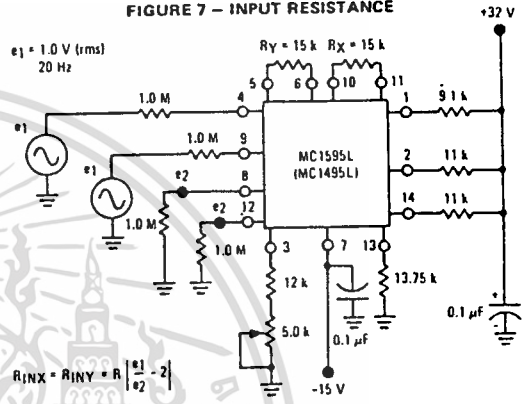 FIGURE 7 – INPUT RESISTANCE
+32 V
e1 = 1.0 V (rms)
20 Hz
RY = 15 k RX = 15 k
5 6 10 11
1.0 M 4 1 9 1 k
e1
1.0 M 9
MC1595L
(MC1495L)
2 11 k
e1
e2 8
14 11 k
1.0 M
e2 12
1.0 M
3 7 13
12 k
13.75 k
5.0 k
0.1 µF
+
0.1 µF
-
RINX = RINY = R |e1/e2 - 2|
-15 V